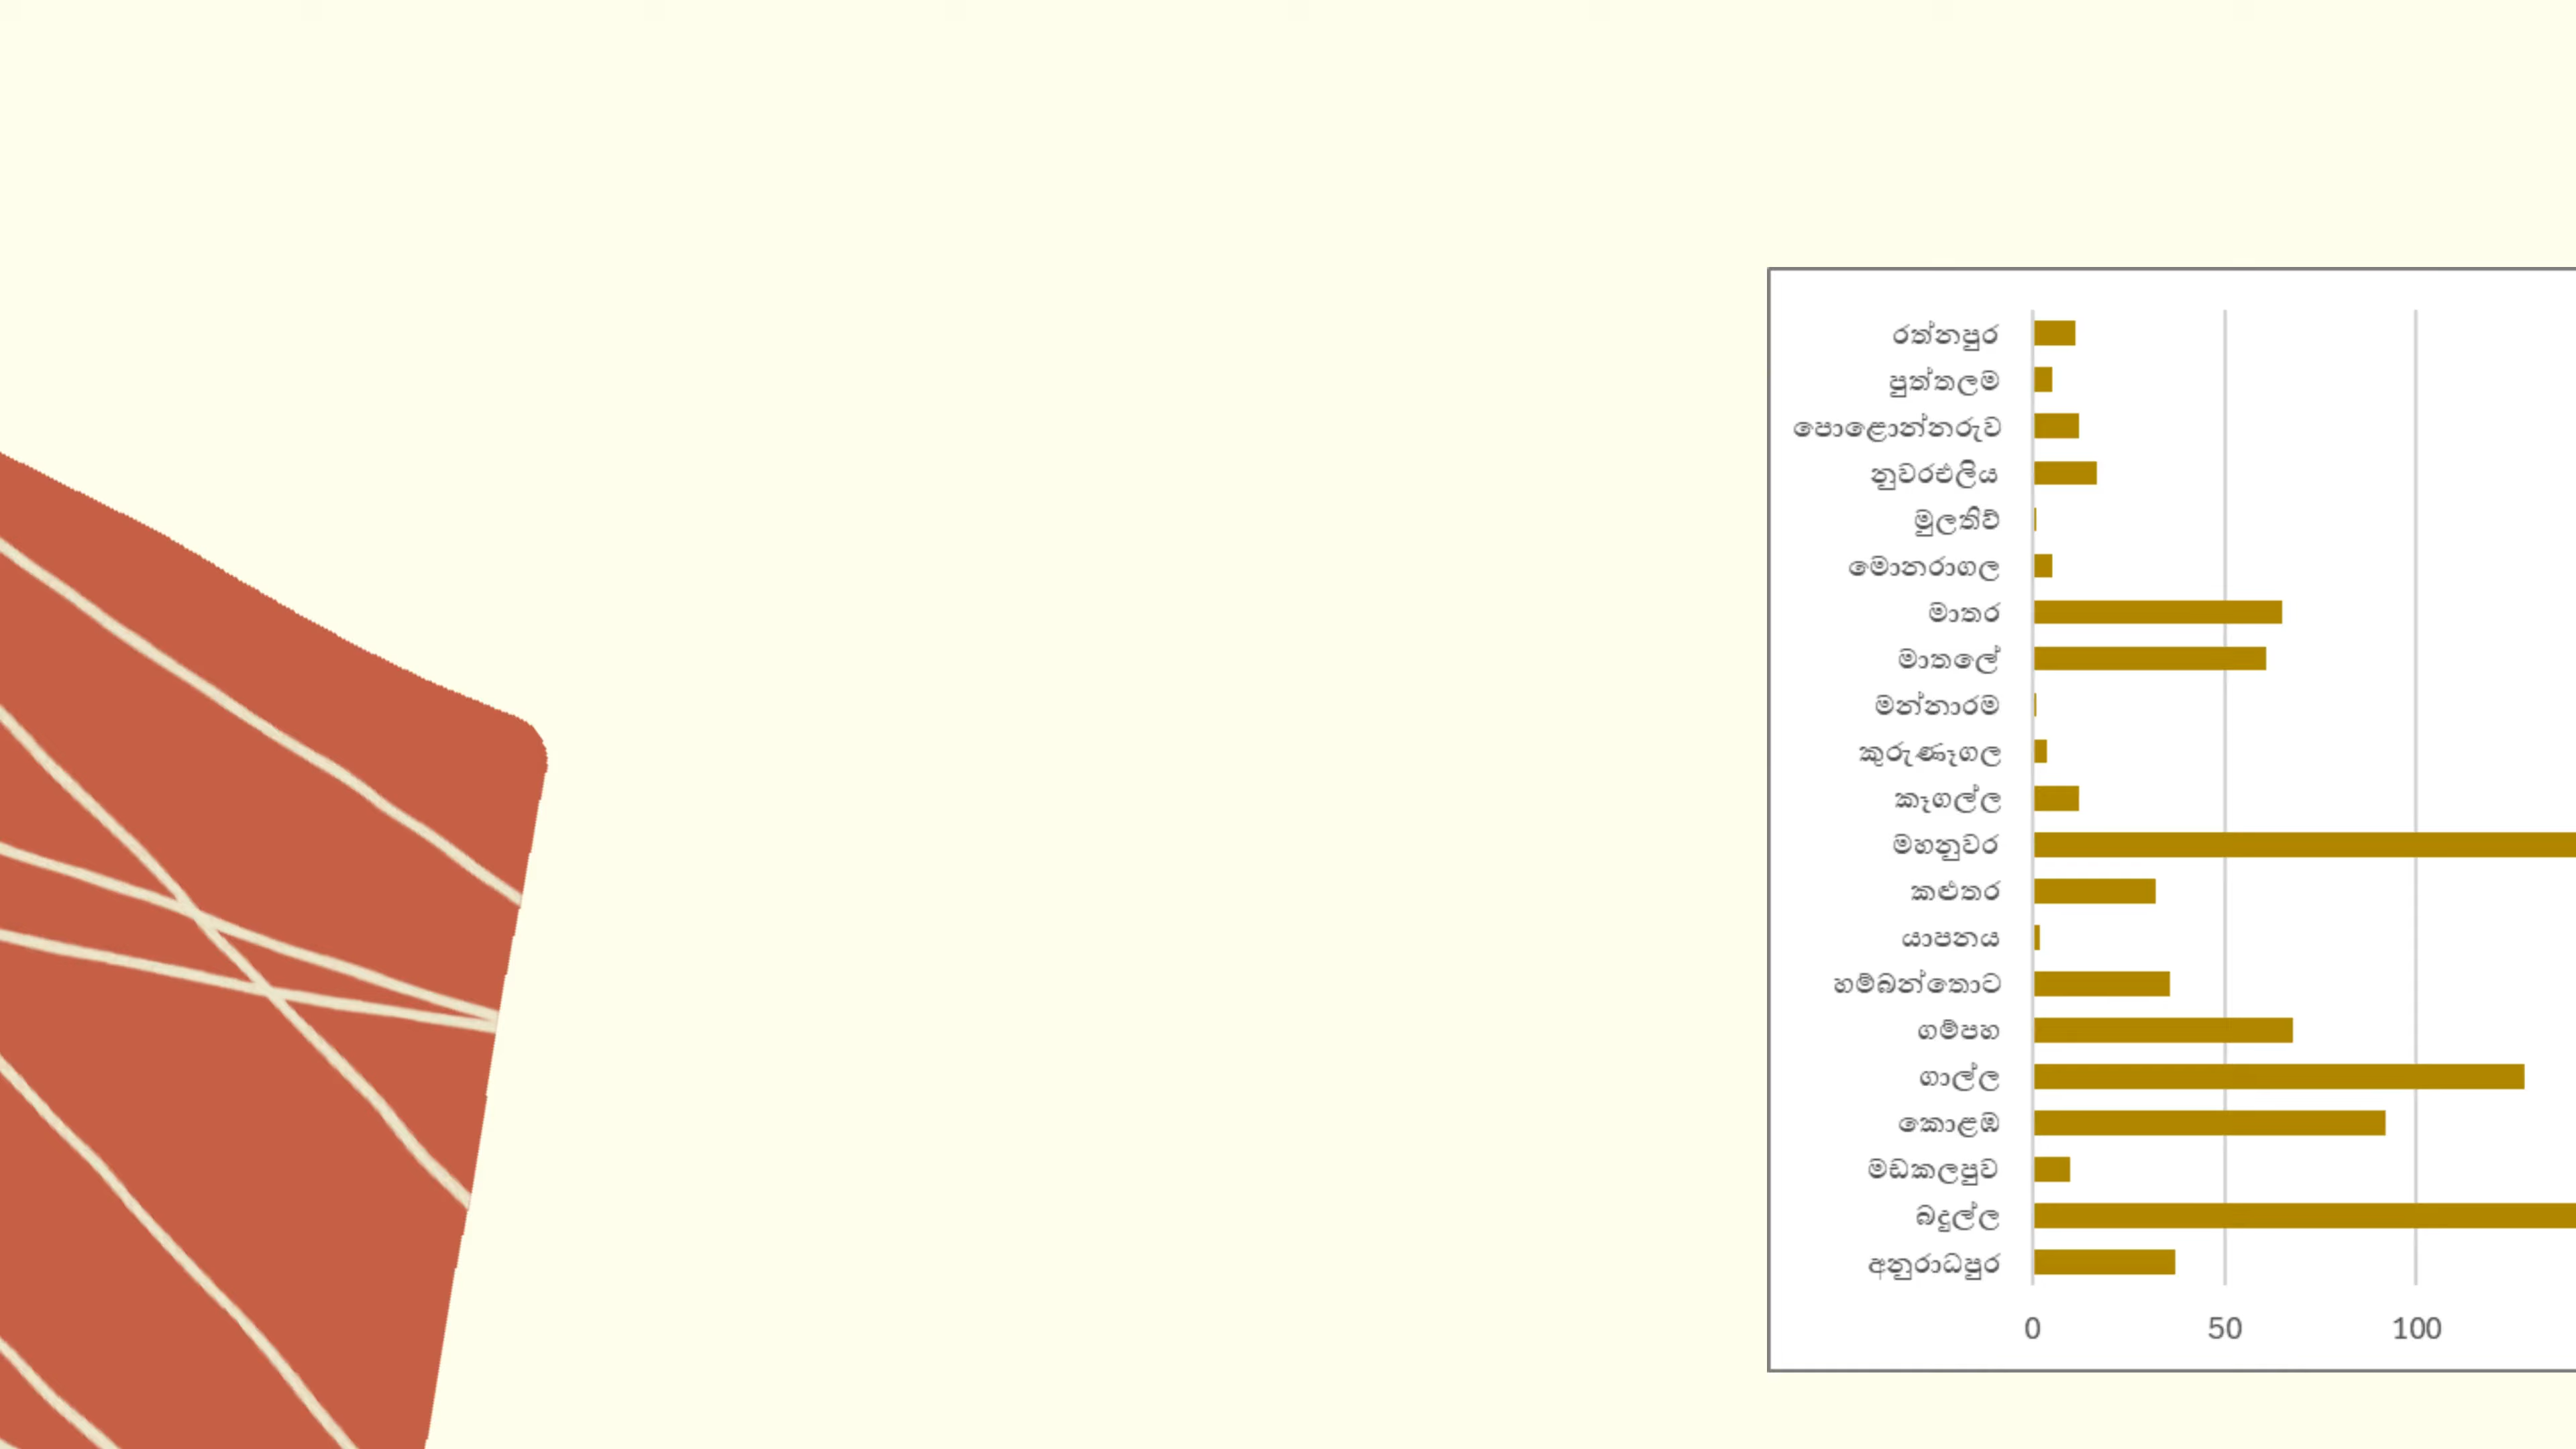 රත්නපුර
පුත්තලම
පොළොන්නරුව
නුවරඑලිය
මුලතිව්
මොනරාගල
මාතර
මාතලේ
මන්නාරම
කුරුණෑගල
කෑගල්ල
මහනුවර
කළුතර
යාපනය
හම්බන්තොට
ගම්පහ
ගාල්ල
කොළඹ
මඩකලපුව
බදුල්ල
අනුරාධපුර
0 50 100